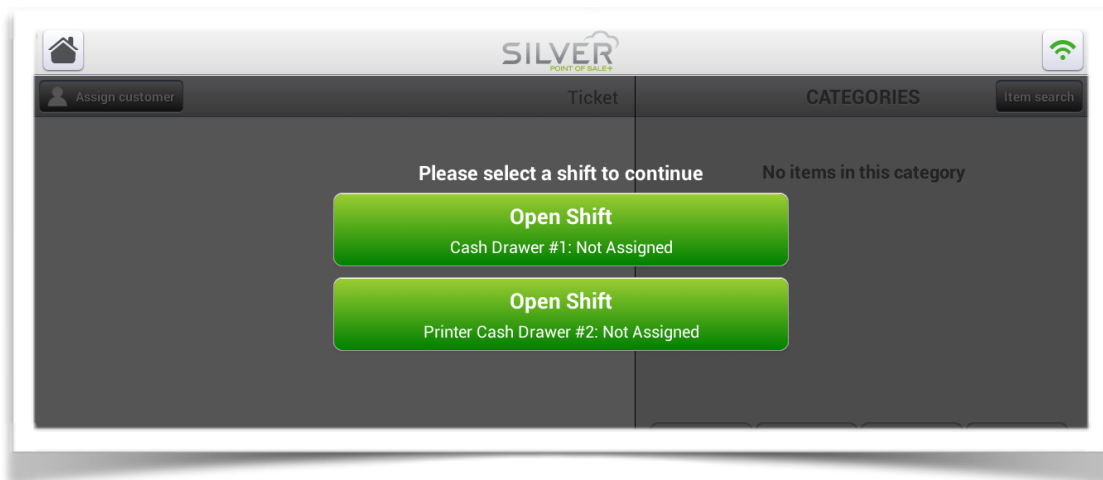 SILVER
POINT OF SALE+
Assign customer
Ticket
CATEGORIES
Item search
Please select a shift to continue
No items in this category
Open Shift
Cash Drawer #1: Not Assigned
Open Shift
Printer Cash Drawer #2: Not Assigned